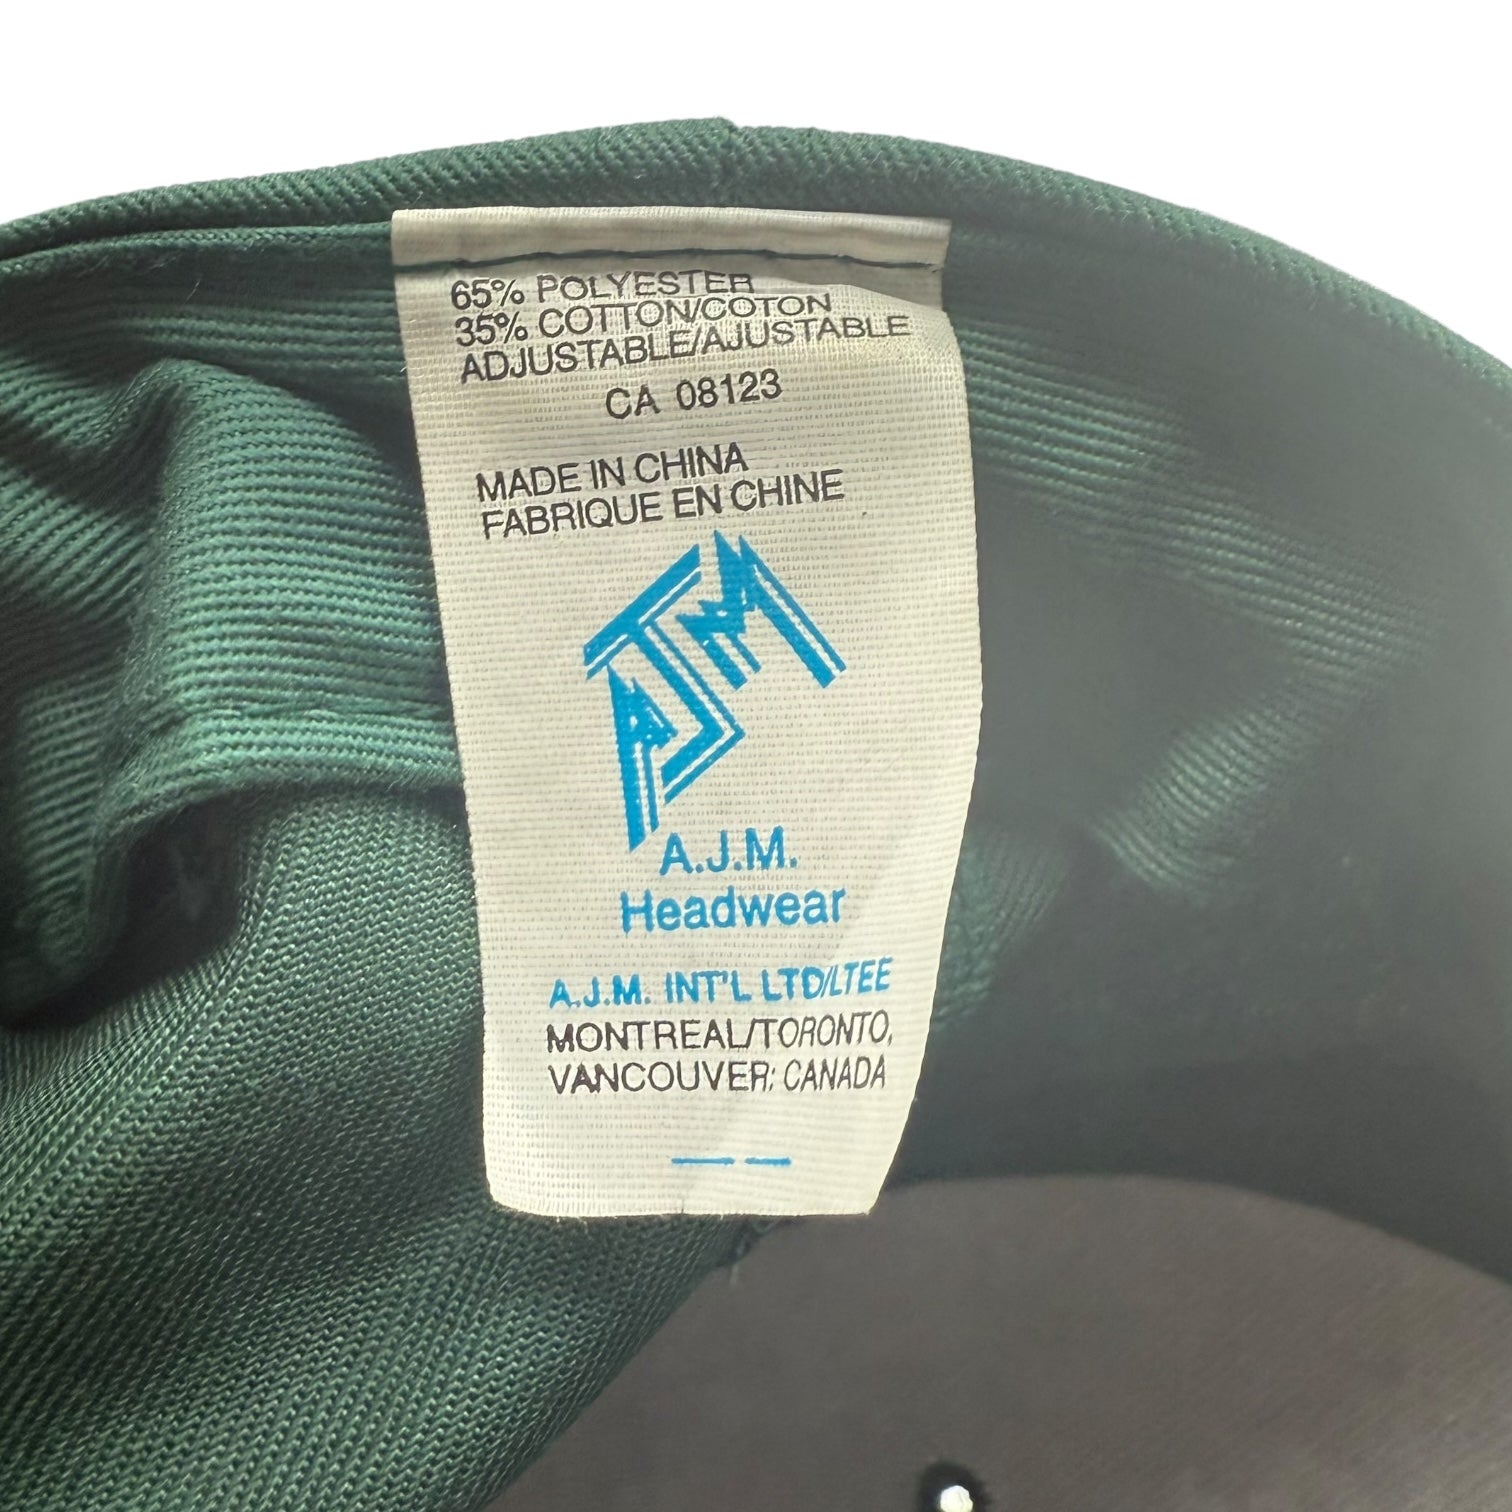 65% POLYESTER
35% COTTON/COTON
ADJUSTABLE/AJUSTABLE
CA 08123
MADE IN CHINA
FABRIQUE EN CHINE
AJM
A.J.M.
Headwear
A.J.M. INT'L LTD/LTEE
MONTREAL/TORONTO,
VANCOUVER; CANADA